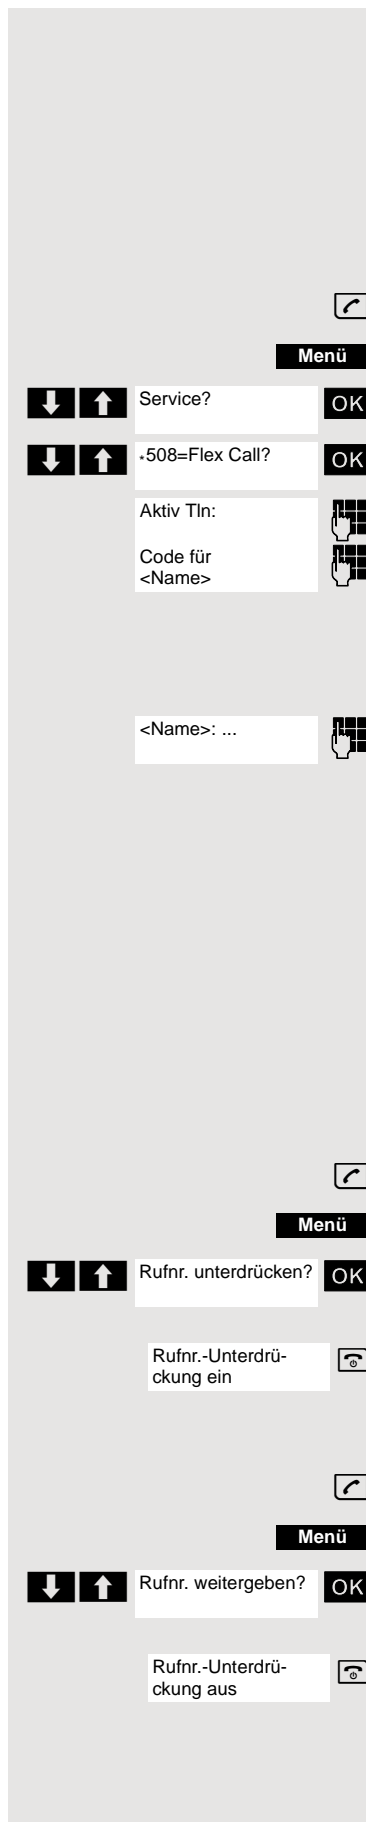 Menü
Service? OK
*508=Flex Call? OK
Aktiv Tln:
Code für
<Name>
<Name>: ...
Menü
Rufnr. unterdrücken? OK
Rufnr.-Unterdrü-
ckung ein
Menü
Rufnr. weitergeben? OK
Rufnr.-Unterdrü-
ckung aus